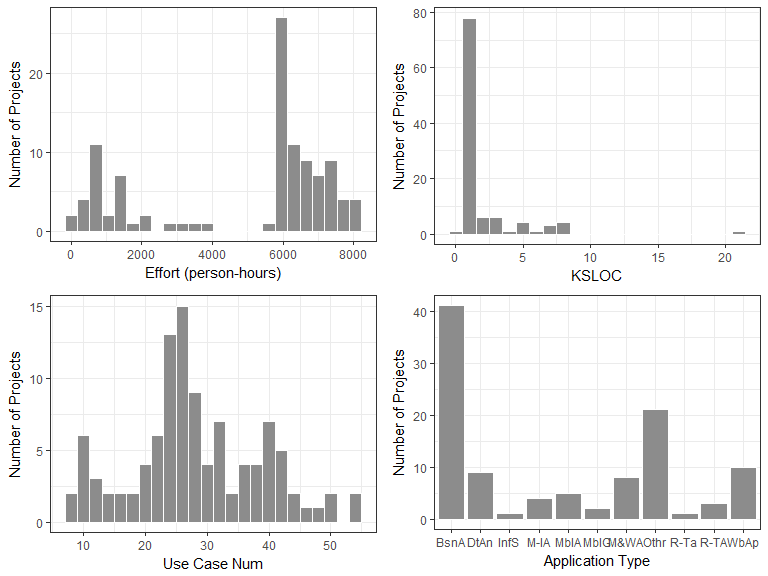 Number of Projects
20
10
0
0 2000 4000 6000 8000
Effort (person-hours)
Number of Projects
80
60
40
20
0
0 5 10 15 20
KSLOC
Number of Projects
15
10
5
0
10 20 30 40 50
Use Case Num
Number of Projects
40
30
20
10
0
BsnA DtAn InfS M-IA MblA MblG M&WA Othr R-Ta R-TA WbAp
Application Type